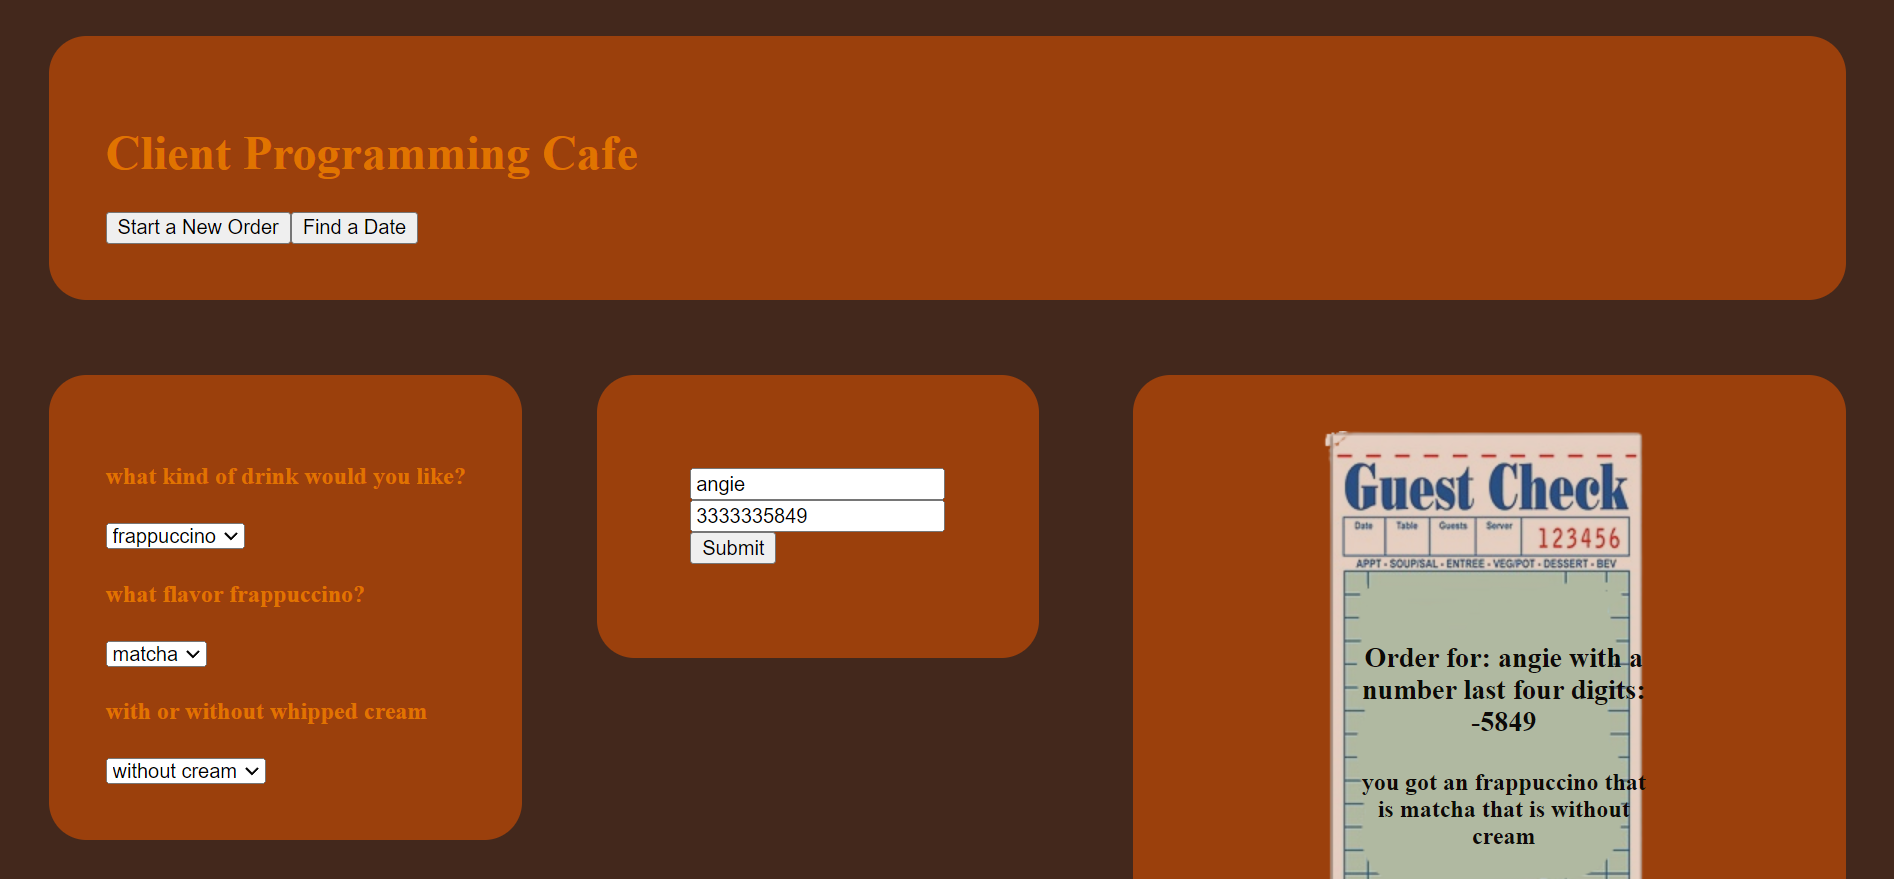 Client Programming Cafe
Start a New Order Find a Date
what kind of drink would you like?
frappuccino
what flavor frappuccino?
matcha
with or without whipped cream
without cream
angie
3333335849
Submit
Guest Check
Date Table Guests Server 123456
APPT - SOUP/SAL - ENTREE - VEG/POT - DESSERT - BEV
Order for: angie with a
number last four digits:
-5849
you got an frappuccino that
is matcha that is without
cream